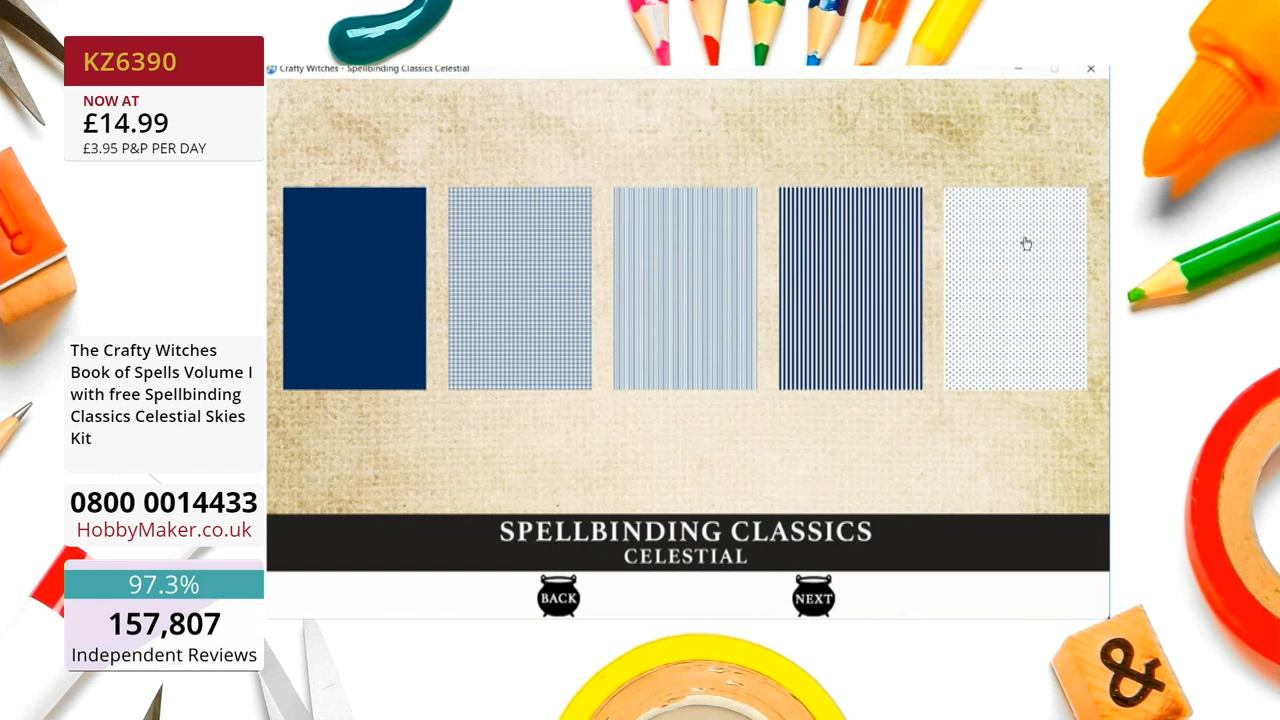 KZ6390
NOW AT
£14.99
£3.95 P&P PER DAY
Crafty Witches - Spellbinding Classics Celestial
The Crafty Witches
Book of Spells Volume I
with free Spellbinding
Classics Celestial Skies
Kit
0800 0014433
HobbyMaker.co.uk
97.3%
157,807
Independent Reviews
SPELLBINDING CLASSICS
CELESTIAL
BACK
NEXT
!
&